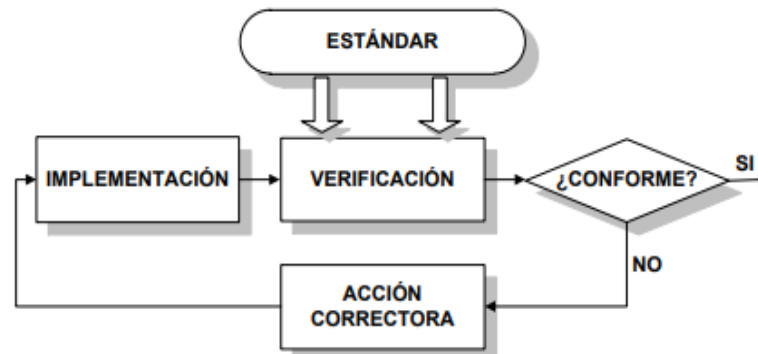 ESTÁNDAR
IMPLEMENTACIÓN
VERIFICACIÓN
¿CONFORME?
SI
NO
ACCIÓN
CORRECTORA